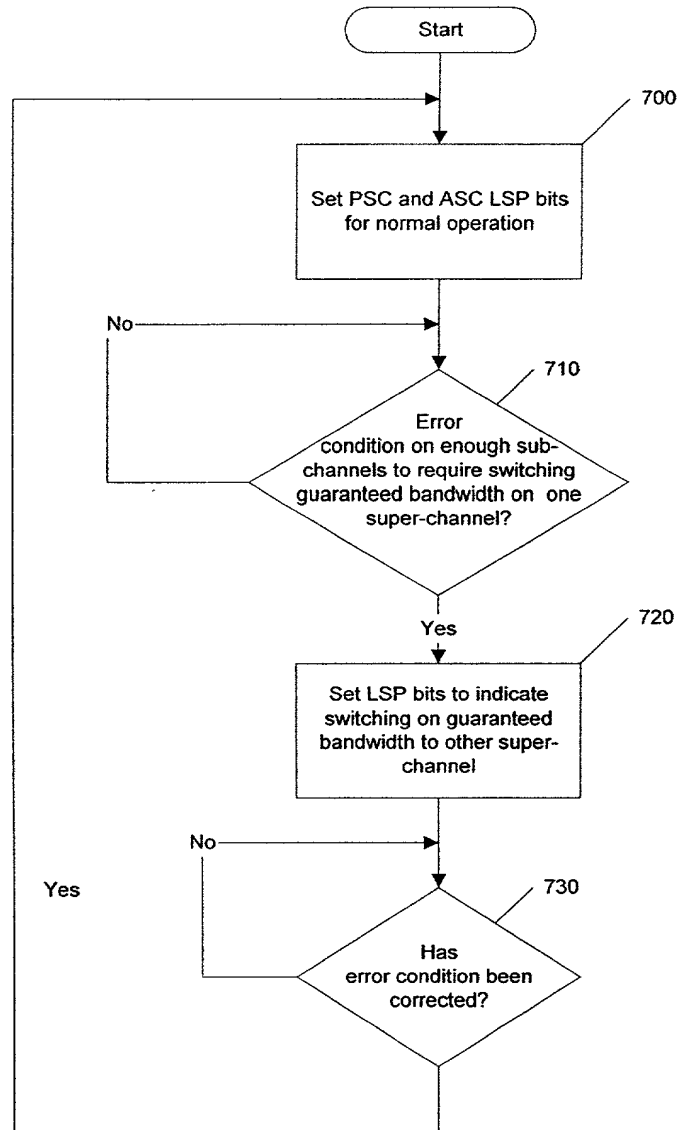 Start
700
Set PSC and ASC LSP bits
for normal operation
No
710
Error
condition on enough sub-
channels to require switching
guaranteed bandwidth on one
super-channel?
Yes
720
Set LSP bits to indicate
switching on guaranteed
bandwidth to other super-
channel
No
Yes
730
Has
error condition been
corrected?